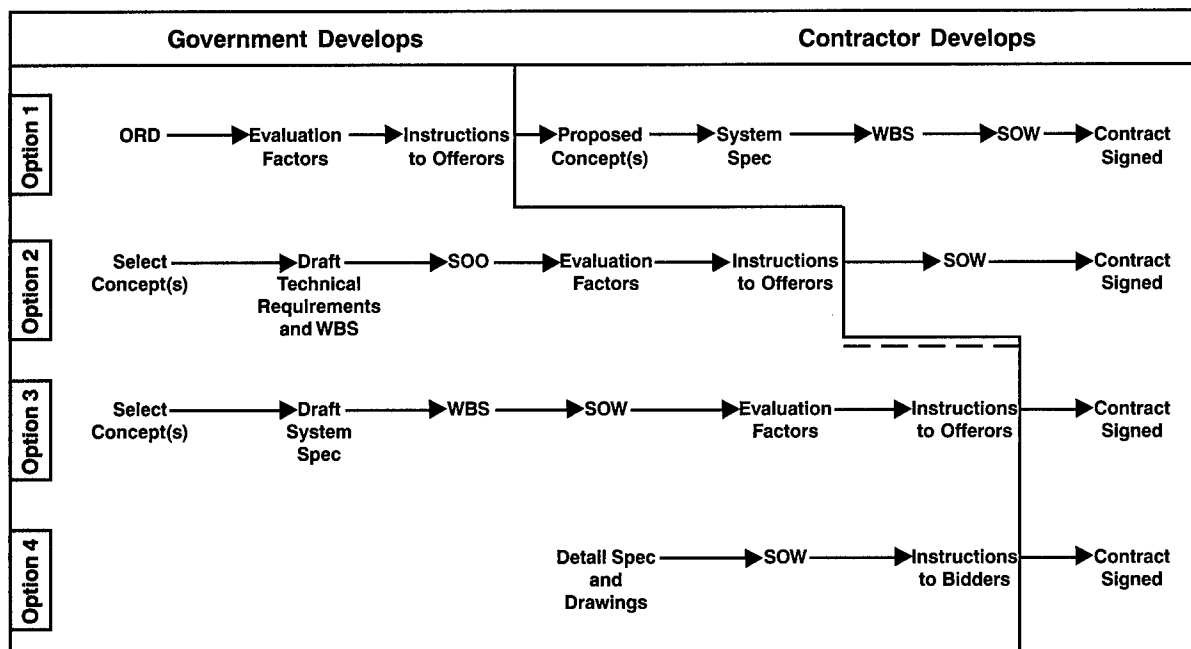 Government Develops
Contractor Develops
Option 1
ORD
Evaluation
Factors
Instructions
to Offerors
Proposed
Concept(s)
System
Spec
WBS
SOW
Contract
Signed
Option 2
Select
Concept(s)
Draft
Technical
Requirements
and WBS
SOO
Evaluation
Factors
Instructions
to Offerors
SOW
Contract
Signed
Option 3
Select
Concept(s)
Draft
System
Spec
WBS
SOW
Evaluation
Factors
Instructions
to Offerors
Contract
Signed
Option 4
Detail Spec
and
Drawings
SOW
Instructions
to Bidders
Contract
Signed